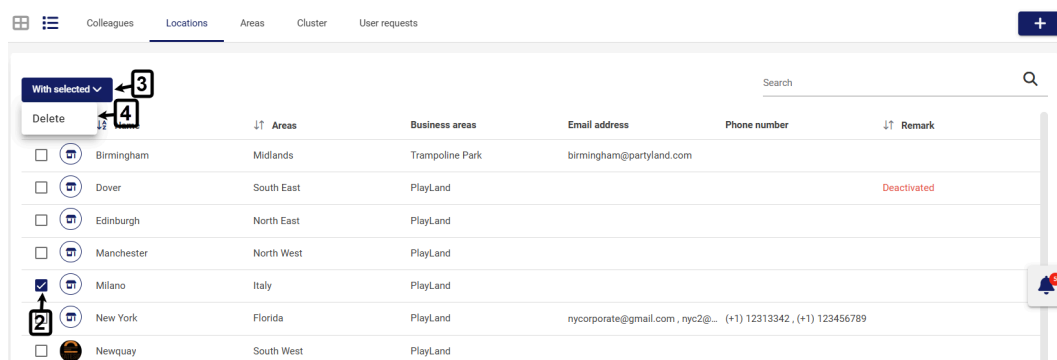 Colleagues Locations Areas Cluster User requests +
With selected 3 Search
Delete 4
Name Areas Business areas Email address Phone number Remark
Birmingham Midlands Trampoline Park birmingham@partyland.com
Dover South East PlayLand Deactivated
Edinburgh North East PlayLand
Manchester North West PlayLand
Milano Italy PlayLand
2 New York Florida PlayLand nycorporate@gmail.com , nyc2@... (+1) 12313342 , (+1) 123456789
Newquay South West PlayLand